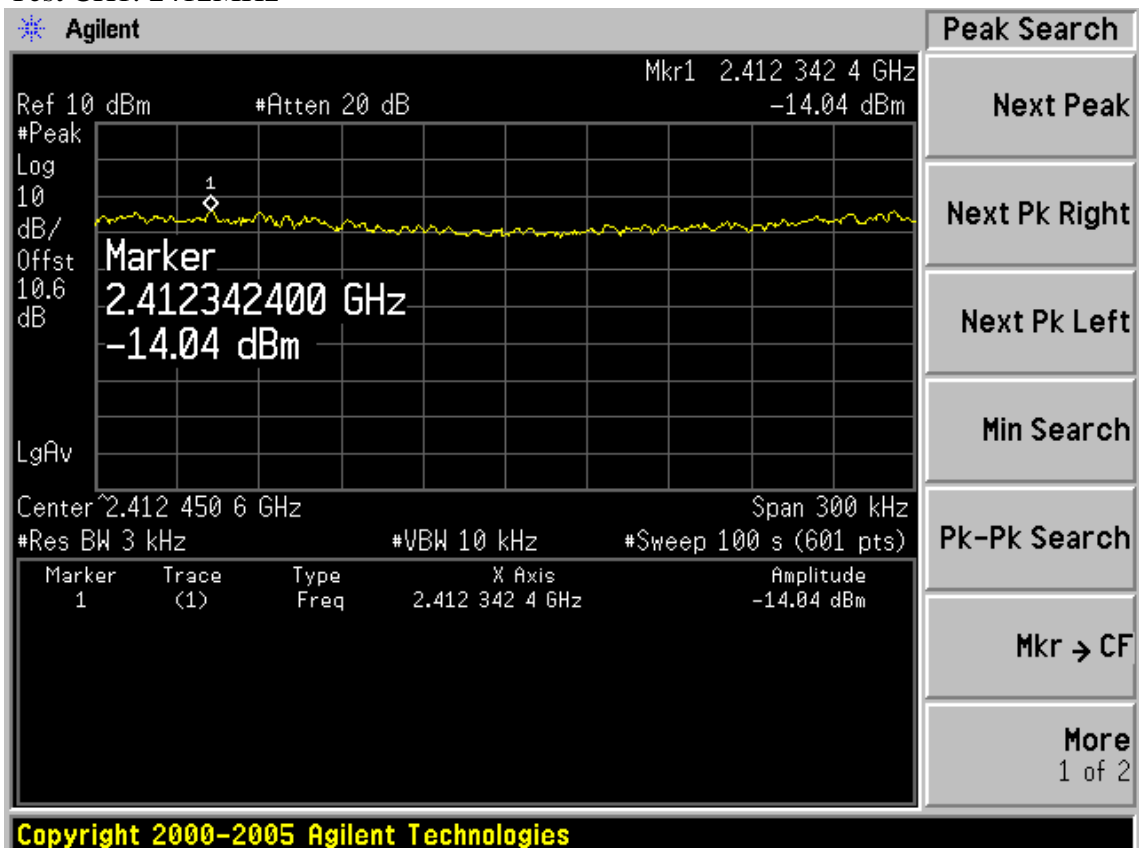 Agilent
Peak Search
Mkr1 2.412 342 4 GHz
Ref 10 dBm #Atten 20 dB -14.04 dBm
#Peak
Log
10
dB/
Offst
10.6
dB
LgAv
1
Marker
2.412342400 GHz
-14.04 dBm
Center 2.412 450 6 GHz Span 300 kHz
#Res BW 3 kHz #VBW 10 kHz #Sweep 100 s (601 pts)
Marker Trace Type X Axis Amplitude
1 (1) Freq 2.412 342 4 GHz -14.04 dBm
Next Peak
Next Pk Right
Next Pk Left
Min Search
Pk-Pk Search
Mkr → CF
More
1 of 2
Copyright 2000-2005 Agilent Technologies